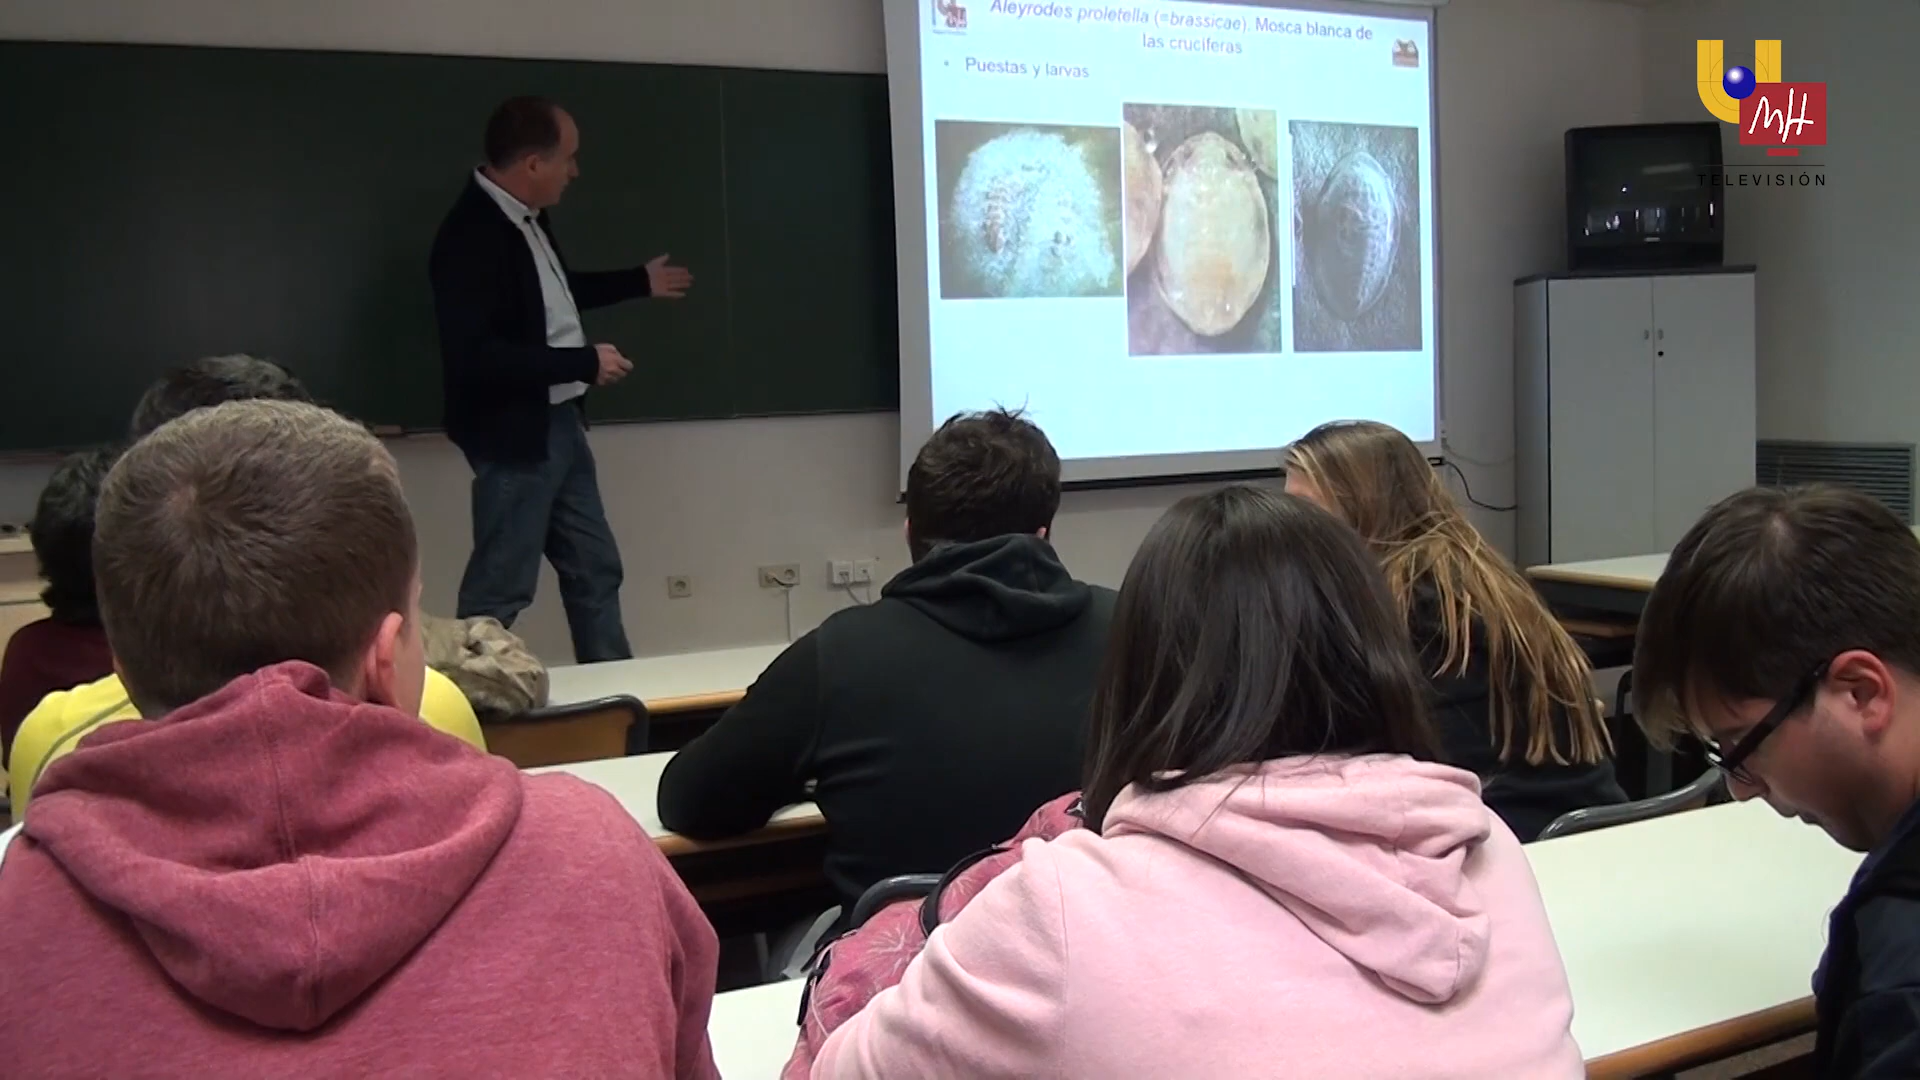 Aleyrodes proletella (=brassicae). Mosca blanca de
las crucíferas
• Puestas y larvas
UMH
TELEVISIÓN